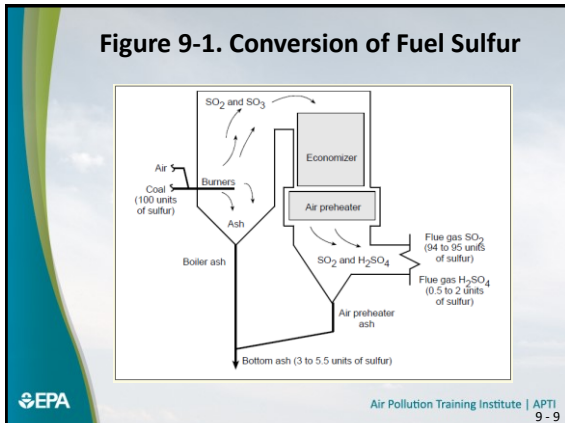 Figure 9-1. Conversion of Fuel Sulfur
SO2 and SO3
Economizer
Air
Burners
Coal
(100 units
of sulfur)
Air preheater
Ash
Flue gas SO2
(94 to 95 units
of sulfur)
SO2 and H2SO4
Boiler ash
Flue gas H2SO4
(0.5 to 2 units
of sulfur)
Air preheater
ash
Bottom ash (3 to 5.5 units of sulfur)
EPA
Air Pollution Training Institute | APTI
9 - 9